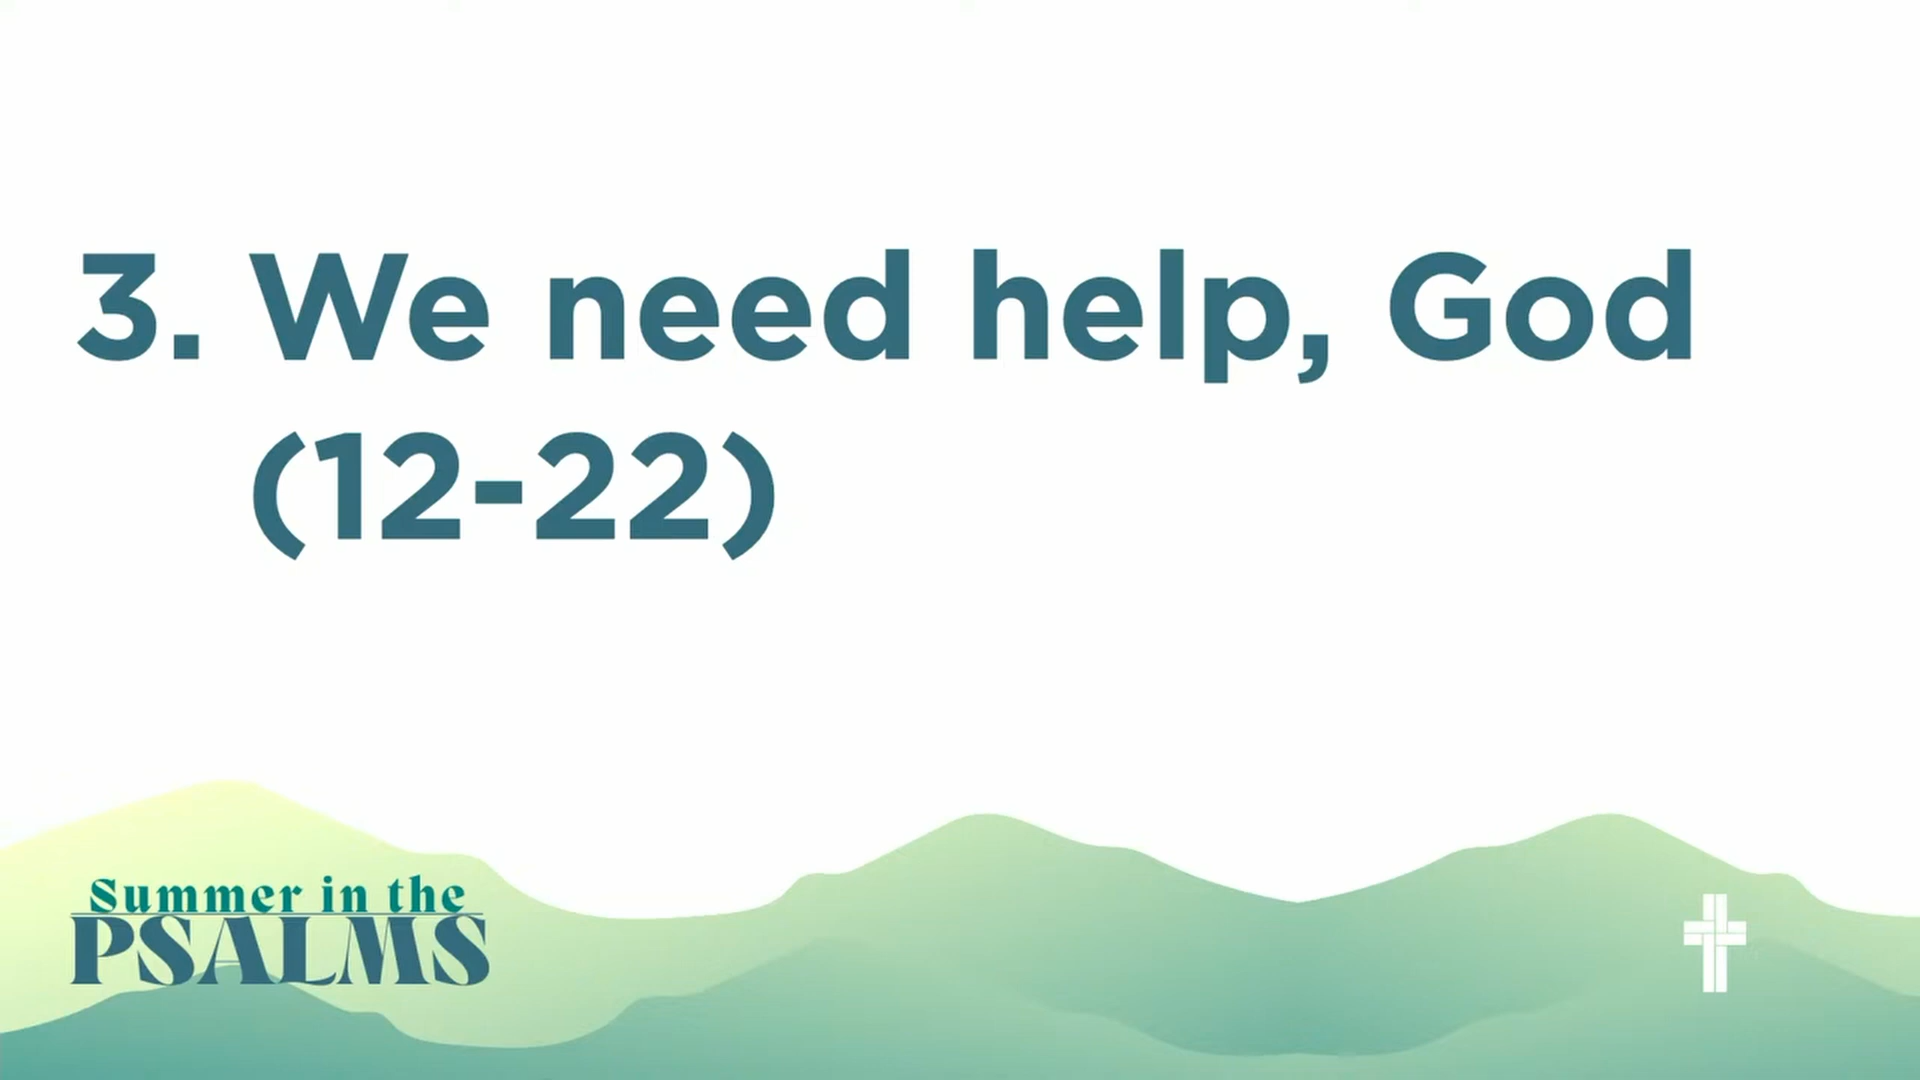 3. We need help, God
(12-22)
Summer in the
PSALMS